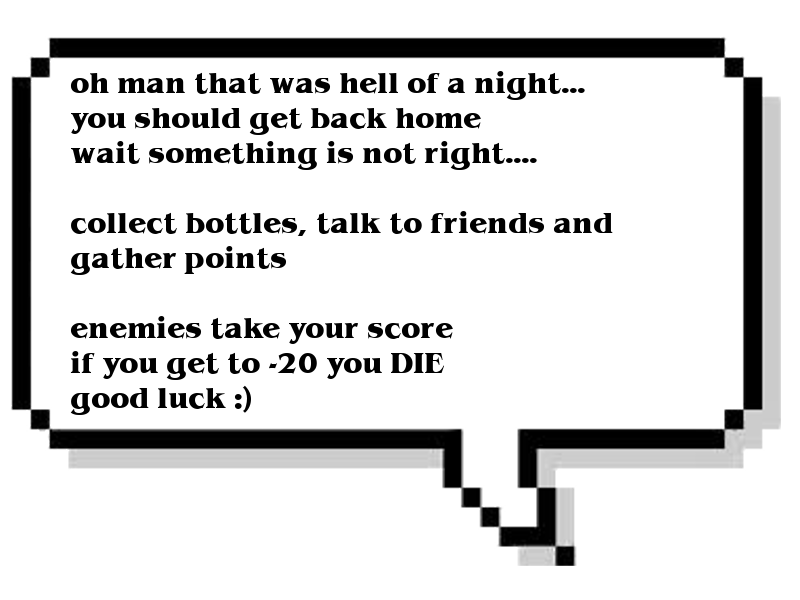 oh man that was hell of a night...
you should get back home
wait something is not right....
collect bottles, talk to friends and
gather points
enemies take your score
if you get to -20 you DIE
good luck :)